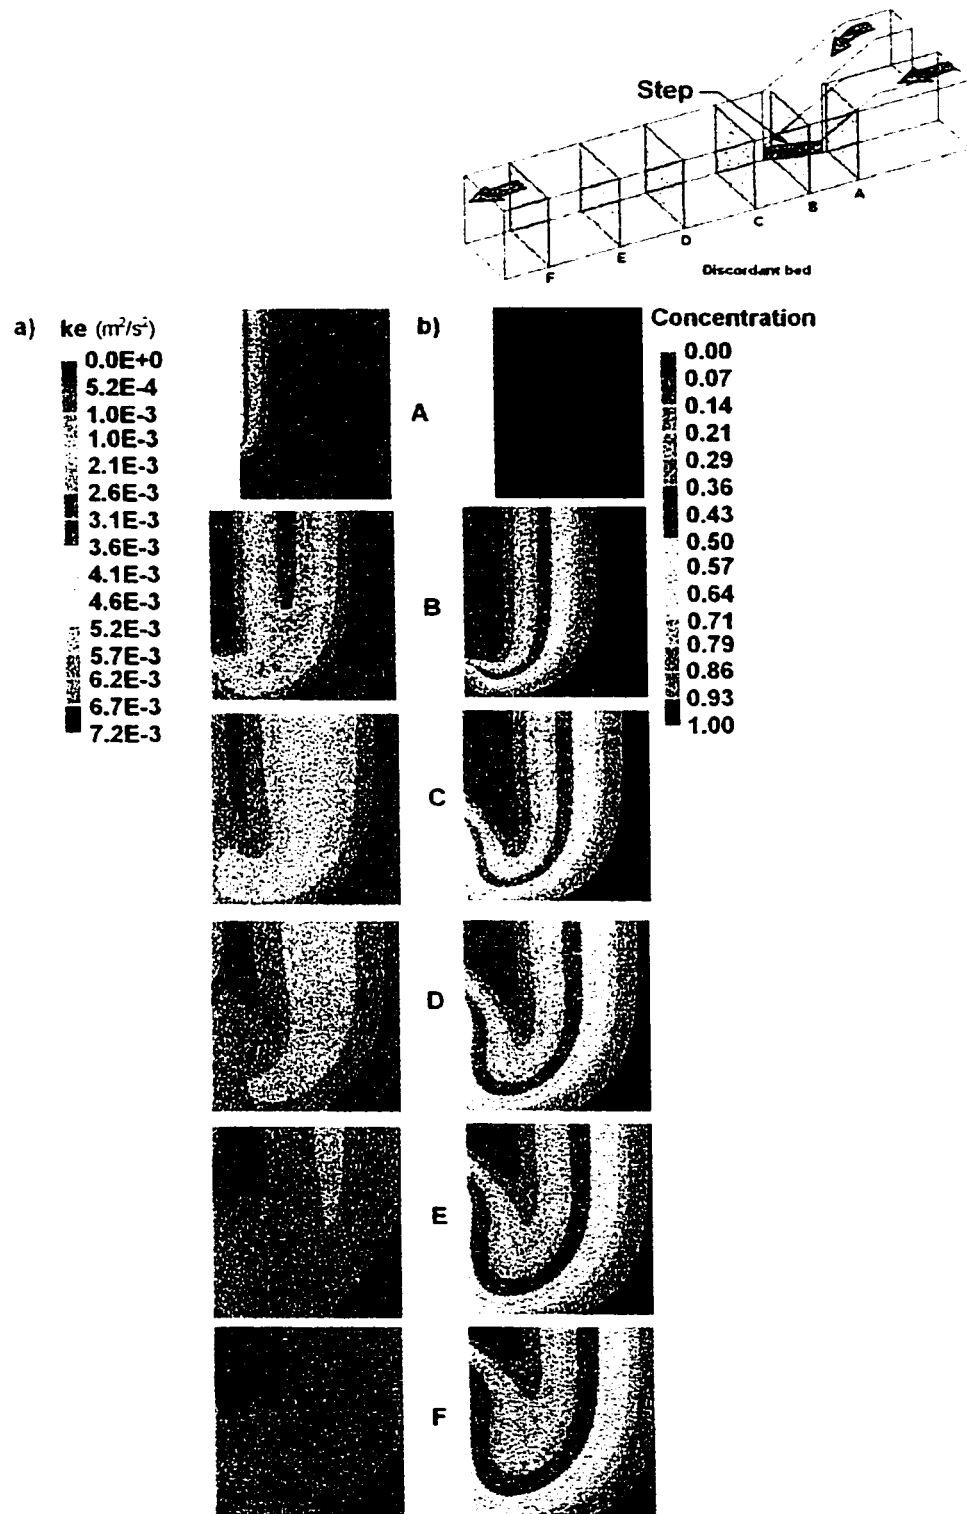 Step
A
B
C
D
E
F
Discordant bed
a) ke (m²/s²)
0.0E+0
5.2E-4
1.0E-3
1.0E-3
2.1E-3
2.6E-3
3.1E-3
3.6E-3
4.1E-3
4.6E-3
5.2E-3
5.7E-3
6.2E-3
6.7E-3
7.2E-3
b) Concentration
0.00
0.07
0.14
0.21
0.29
0.36
0.43
0.50
0.57
0.64
0.71
0.79
0.86
0.93
1.00
A
B
C
D
E
F